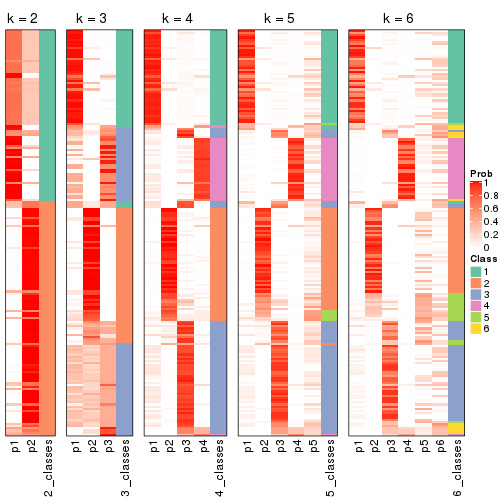 k = 2
k = 3
k = 4
k = 5
k = 6
Prob
1
0.8
0.6
0.4
0.2
0
Class
1
2
3
4
5
6
p1
p2
2_classes
p1
p2
p3
3_classes
p1
p2
p3
p4
4_classes
p1
p2
p3
p4
p5
5_classes
p1
p2
p3
p4
p5
p6
6_classes